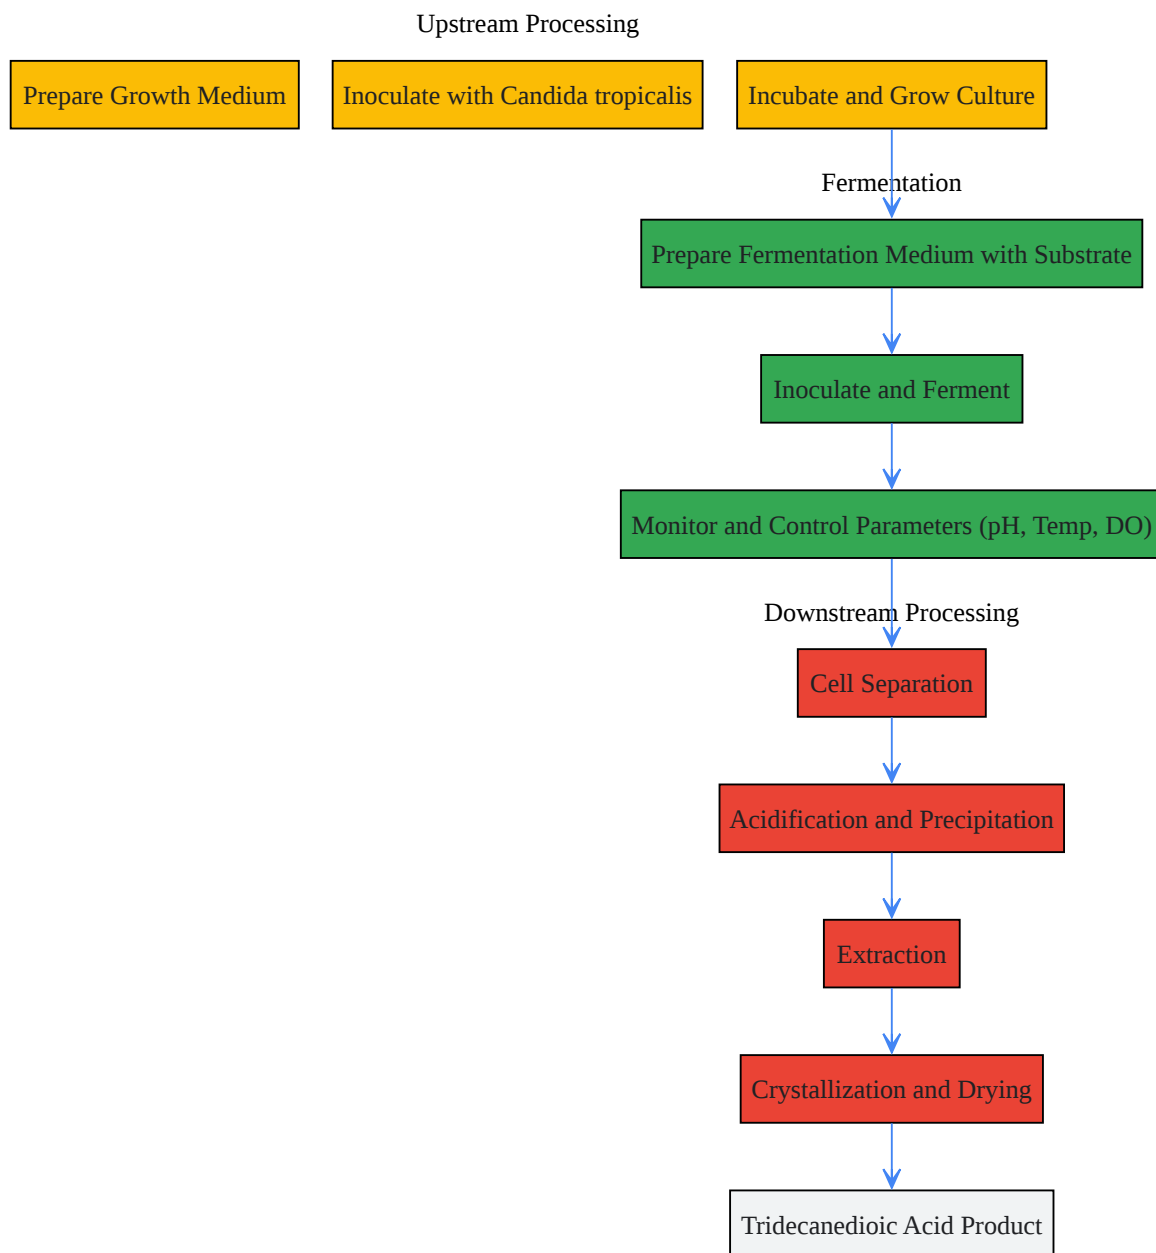 Upstream Processing
Prepare Growth Medium
Inoculate with Candida tropicalis
Incubate and Grow Culture
Fermentation
Prepare Fermentation Medium with Substrate
Inoculate and Ferment
Monitor and Control Parameters (pH, Temp, DO)
Downstream Processing
Cell Separation
Acidification and Precipitation
Extraction
Crystallization and Drying
Tridecanedioic Acid Product